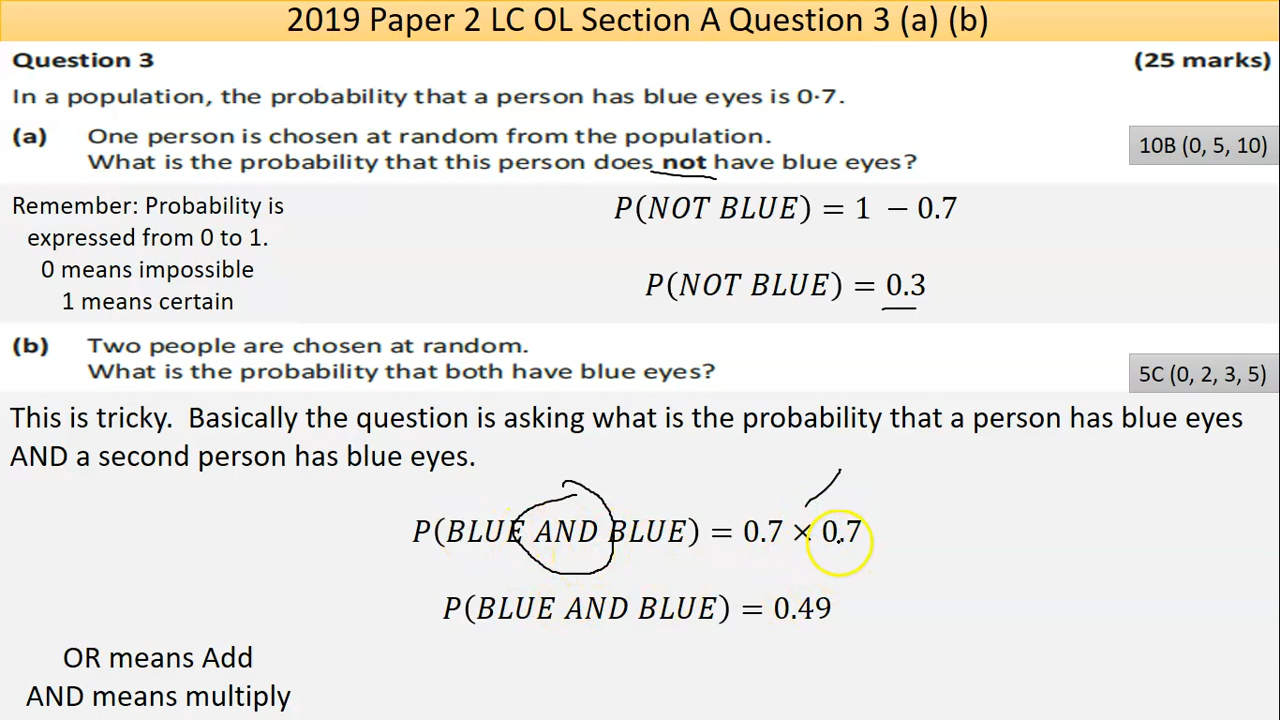 2019 Paper 2 LC OL Section A Question 3 (a) (b)
Question 3 (25 marks)
In a population, the probability that a person has blue eyes is 0·7.
(a) One person is chosen at random from the population.
What is the probability that this person does not have blue eyes?
10B (0, 5, 10)
Remember: Probability is
expressed from 0 to 1.
0 means impossible
1 means certain
P(NOT BLUE) = 1 − 0.7
P(NOT BLUE) = 0.3
(b) Two people are chosen at random.
What is the probability that both have blue eyes?
5C (0, 2, 3, 5)
This is tricky. Basically the question is asking what is the probability that a person has blue eyes
AND a second person has blue eyes.
P(BLUE AND BLUE) = 0.7 × 0.7
P(BLUE AND BLUE) = 0.49
OR means Add
AND means multiply